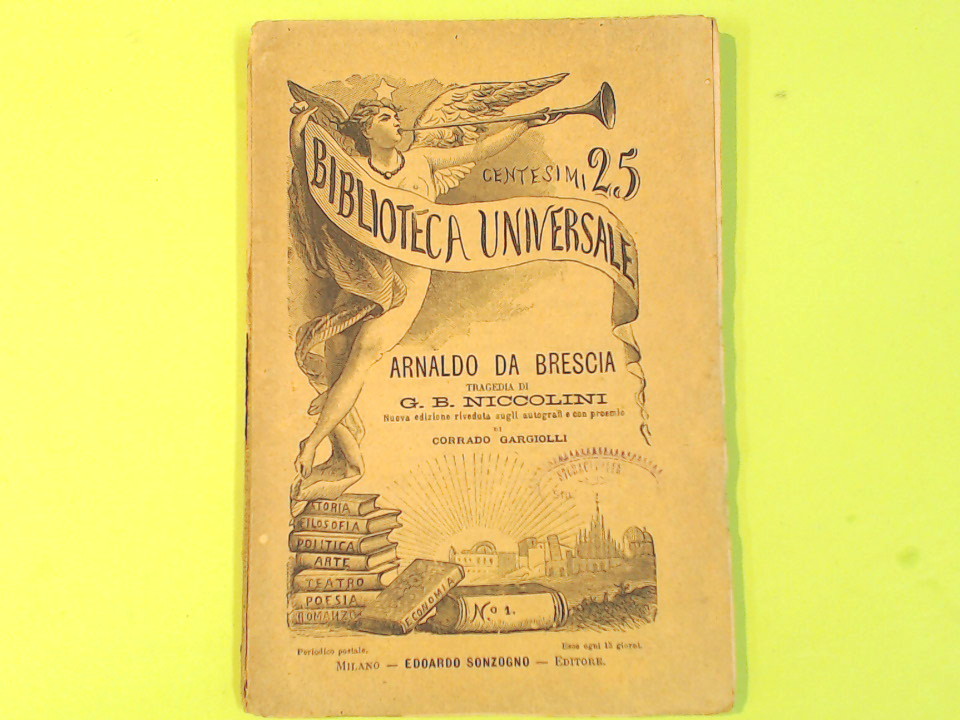 CENTESIMI 25
BIBLIOTECA UNIVERSALE
ARNALDO DA BRESCIA
TRAGEDIA DI
G. B. NICCOLINI
Nuova edizione riveduta sugli autografi e con proemio
DI
CORRADO GARGIOLLI
STORIA
FILOSOFIA
POLITICA
ARTE
TEATRO
POESIA
ROMANZO
ECONOMIA
No 1.
Periodico postale.
Esce ogni 15 giorni.
MILANO — EDOARDO SONZOGNO — EDITORE.